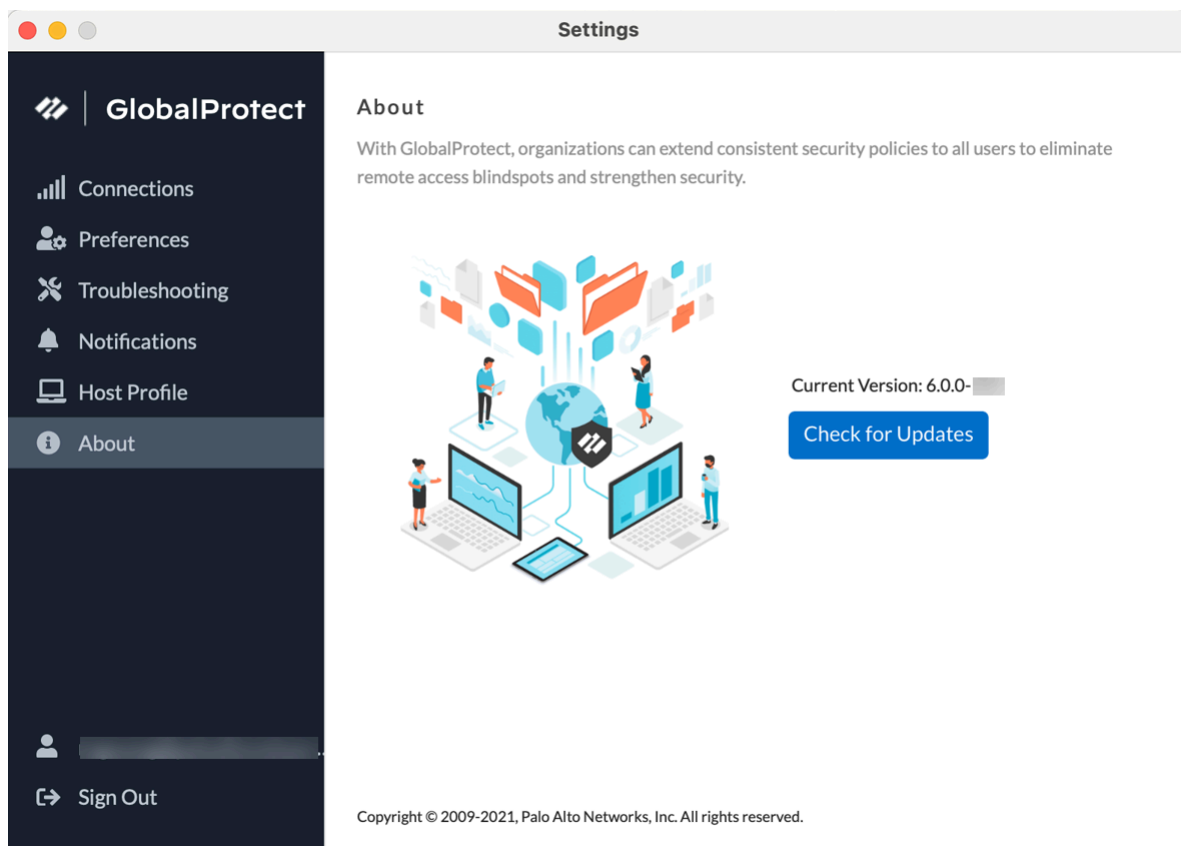 Settings
GlobalProtect
Connections
Preferences
Troubleshooting
Notifications
Host Profile
About
Sign Out
About
With GlobalProtect, organizations can extend consistent security policies to all users to eliminate
remote access blindspots and strengthen security.
Current Version: 6.0.0-
Check for Updates
Copyright © 2009-2021, Palo Alto Networks, Inc. All rights reserved.